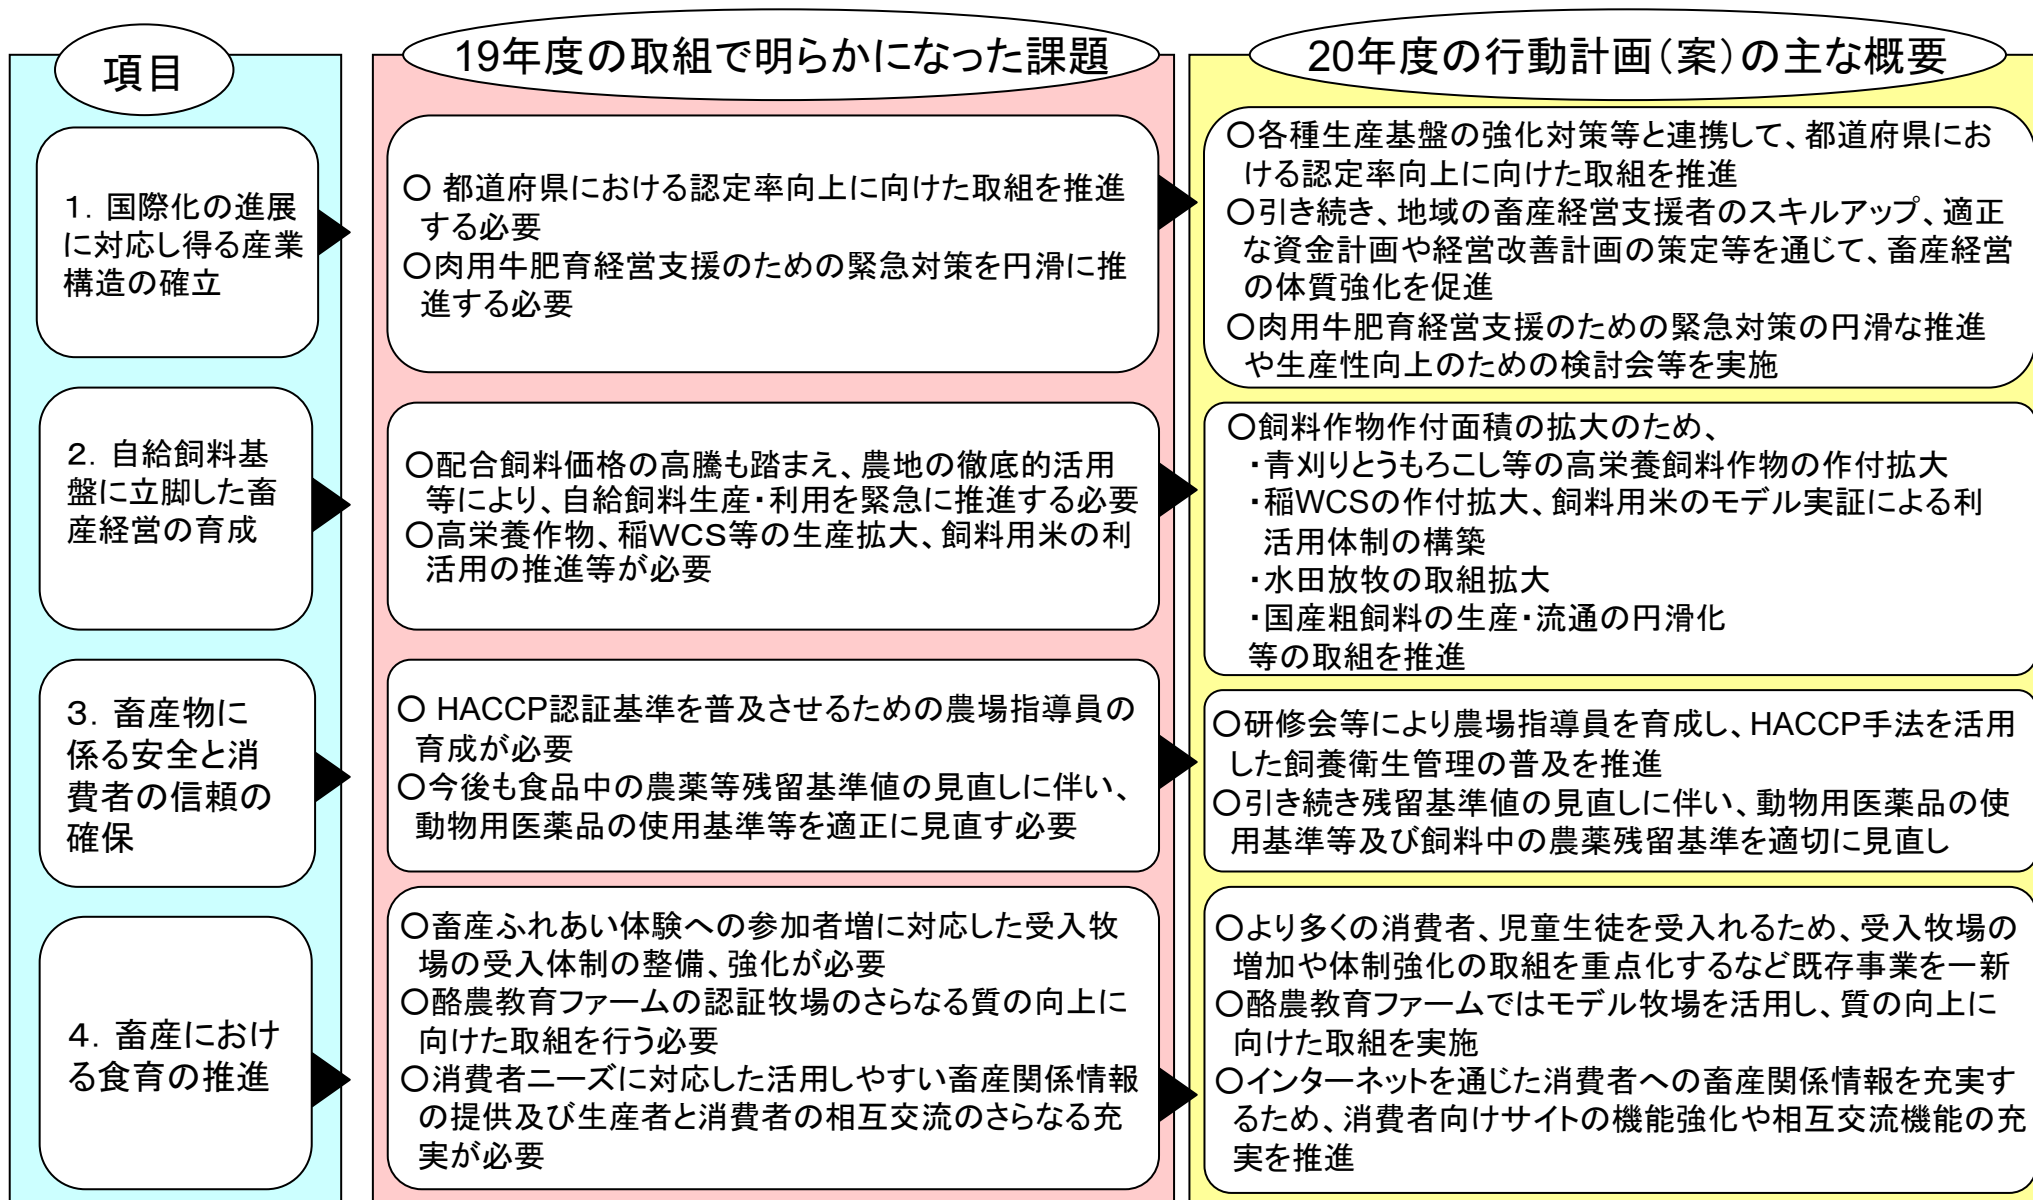 項目
19年度の取組で明らかになった課題
20年度の行動計画（案）の主な概要
1．国際化の進展
に対応し得る産業
構造の確立
○ 都道府県における認定率向上に向けた取組を推進
する必要
○肉用牛肥育経営支援のための緊急対策を円滑に推
進する必要
○各種生産基盤の強化対策等と連携して、都道府県にお
ける認定率向上に向けた取組を推進
○引き続き、地域の畜産経営支援者のスキルアップ、適正
な資金計画や経営改善計画の策定等を通じて、畜産経営
の体質強化を促進
○肉用牛肥育経営支援のための緊急対策の円滑な推進
や生産性向上のための検討会等を実施
2．自給飼料基
盤に立脚した畜
産経営の育成
○配合飼料価格の高騰も踏まえ、農地の徹底的活用
等により、自給飼料生産・利用を緊急に推進する必要
○高栄養作物、稲WCS等の生産拡大、飼料用米の利
活用の推進等が必要
○飼料作物作付面積の拡大のため、
・青刈りとうもろこし等の高栄養飼料作物の作付拡大
・稲WCSの作付拡大、飼料用米のモデル実証による利
活用体制の構築
・水田放牧の取組拡大
・国産粗飼料の生産・流通の円滑化
等の取組を推進
3．畜産物に
係る安全と消
費者の信頼の
確保
○ HACCP認証基準を普及させるための農場指導員の
育成が必要
○今後も食品中の農薬等残留基準値の見直しに伴い、
動物用医薬品の使用基準等を適正に見直す必要
○研修会等により農場指導員を育成し、HACCP手法を活用
した飼養衛生管理の普及を推進
○引き続き残留基準値の見直しに伴い、動物用医薬品の使
用基準等及び飼料中の農薬残留基準を適切に見直し
4．畜産におけ
る食育の推進
○畜産ふれあい体験への参加者増に対応した受入牧
場の受入体制の整備、強化が必要
○酪農教育ファームの認証牧場のさらなる質の向上に
向けた取組を行う必要
○消費者ニーズに対応した活用しやすい畜産関係情報
の提供及び生産者と消費者の相互交流のさらなる充
実が必要
○より多くの消費者、児童生徒を受入れるため、受入牧場の
増加や体制強化の取組を重点化するなど既存事業を一新
○酪農教育ファームではモデル牧場を活用し、質の向上に
向けた取組を実施
○インターネットを通じた消費者への畜産関係情報を充実す
るため、消費者向けサイトの機能強化や相互交流機能の充
実を推進